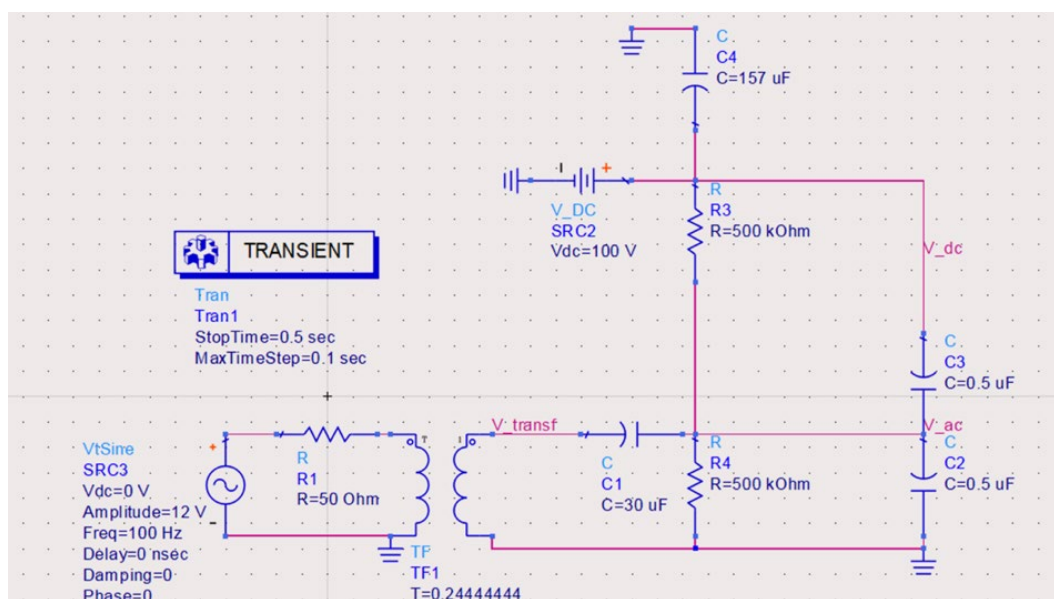 C
C4
C=157 uF
V_DC
SRC2
Vdc=100 V
R
R3
R=500 kOhm
TRANSIENT
V_dc
Tran
Tran1
StopTime=0.5 sec
MaxTimeStep=0.1 sec
C
C3
C=0.5 uF
V_transf
V_ac
VtSine
SRC3
Vdc=0 V
Amplitude=12 V
Freq=100 Hz
Delay=0 nsec
Damping=0
Phase=0
R
R1
R=50 Ohm
T
1
C
C1
C=30 uF
R
R4
R=500 kOhm
C
C2
C=0.5 uF
TF
TF1
T=0.24444444